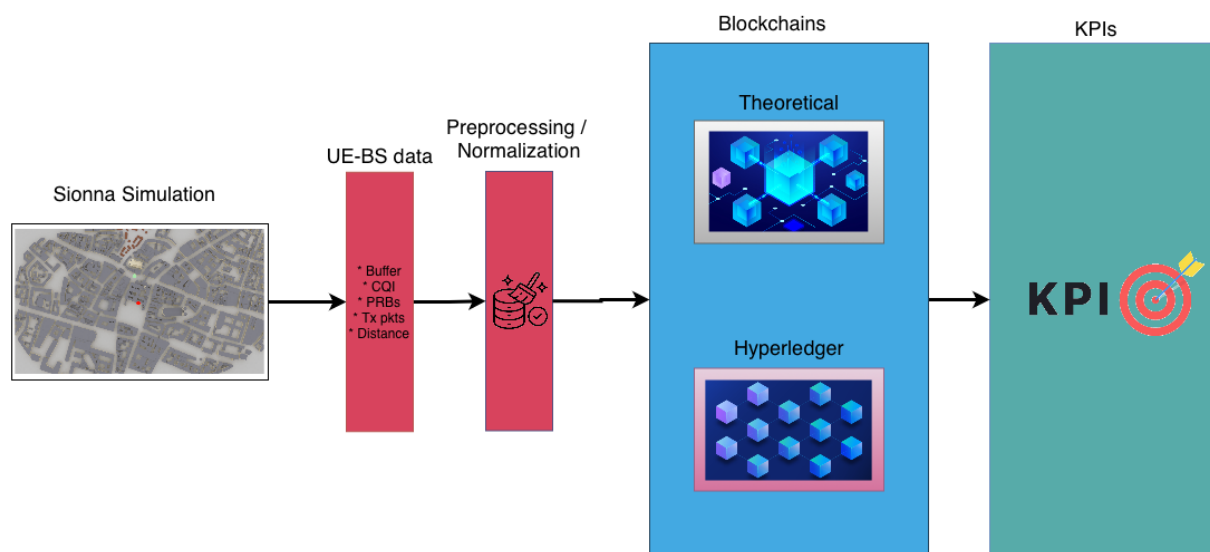 Sionna Simulation
UE-BS data
* Buffer
* CQI
* PRBs
* Tx pkts
* Distance
Preprocessing /
Normalization
Blockchains
Theoretical
Hyperledger
KPIs
KPI